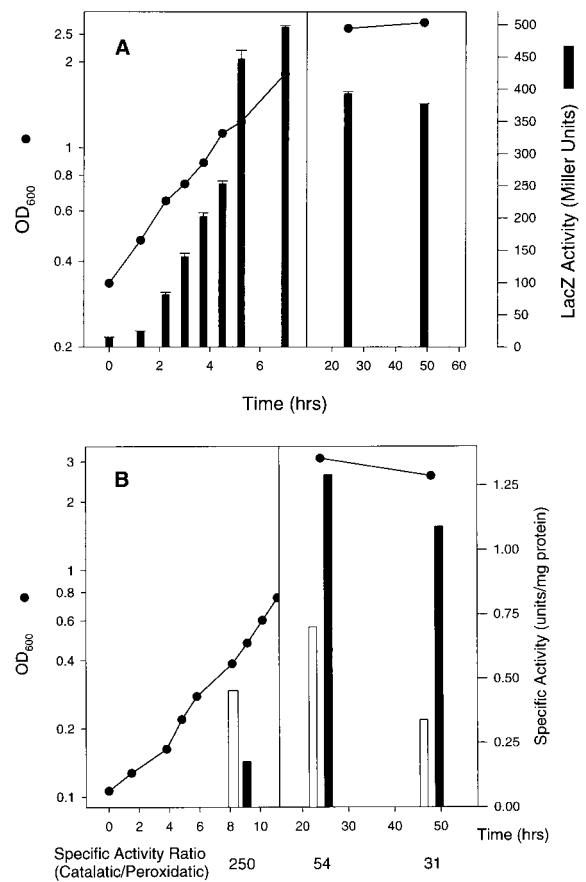 A
2.5
2
1
0.8
0.6
0.4
0.2
OD600
500
450
400
350
300
250
200
150
100
50
0
LacZ Activity (Miller Units)
0 2 4 6 20 30 40 50 60
Time (hrs)
B
3
2
1
0.8
0.6
0.4
0.2
0.1
OD600
1.25
1.00
0.75
0.50
0.25
0.00
Specific Activity (units/mg protein)
0 2 4 6 8 10 20 30 40 50 Time (hrs)
Specific Activity Ratio
(Catalatic/Peroxidatic) 250 54 31